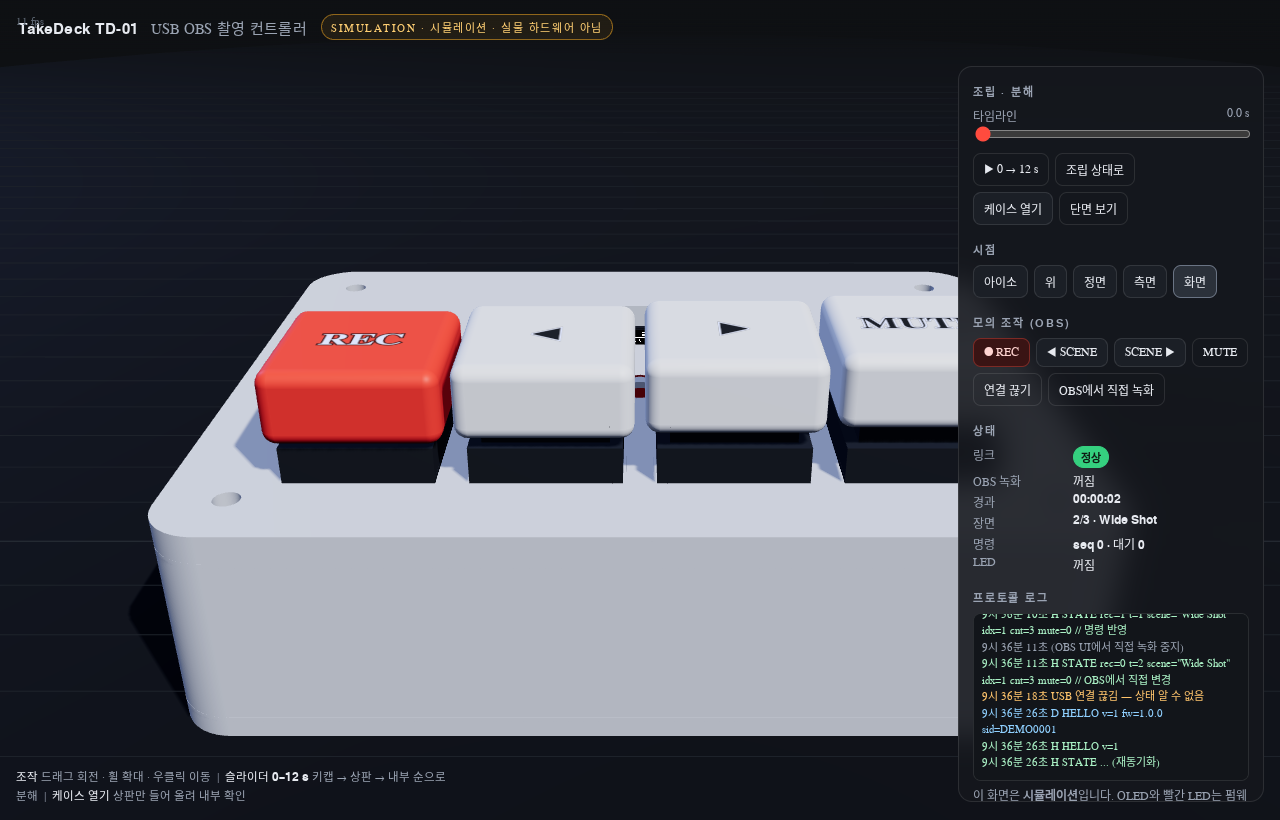 TakeDeck TD-01 USB OBS 촬영 컨트롤러 SIMULATION · 시뮬레이션 · 실물 하드웨어 아님
조립 · 분해
타임라인 0.0 s
▶ 0 → 12 s 조립 상태로
케이스 열기 단면 보기
시점
아이소 위 정면 측면 화면
모의 조작 (OBS)
● REC ◀ SCENE SCENE ▶ MUTE
연결 끊기 OBS에서 직접 녹화
상태
링크 정상
OBS 녹화 꺼짐
경과 00:00:02
장면 2/3 · Wide Shot
명령 seq 0 · 대기 0
LED 꺼짐
프로토콜 로그
9시 36분 10초 H STATE rec=1 t=1 scene="Wide Shot"
idx=1 cnt=3 mute=0 // 명령 반영
9시 36분 11초 (OBS UI에서 직접 녹화 중지)
9시 36분 11초 H STATE rec=0 t=2 scene="Wide Shot"
idx=1 cnt=3 mute=0 // OBS에서 직접 변경
9시 36분 18초 USB 연결 끊김 — 상태 알 수 없음
9시 36분 26초 D HELLO v=1 fw=1.0.0
sid=DEMO0001
9시 36분 26초 H HELLO v=1
9시 36분 26초 H STATE ... (재동기화)
이 화면은 시뮬레이션입니다. OLED와 빨간 LED는 펌웨
REC ◀ ▶ MUT
조작 드래그 회전 · 휠 확대 · 우클릭 이동 | 슬라이더 0–12 s 키캡 → 상판 → 내부 순으로
분해 | 케이스 열기 상판만 들어 올려 내부 확인